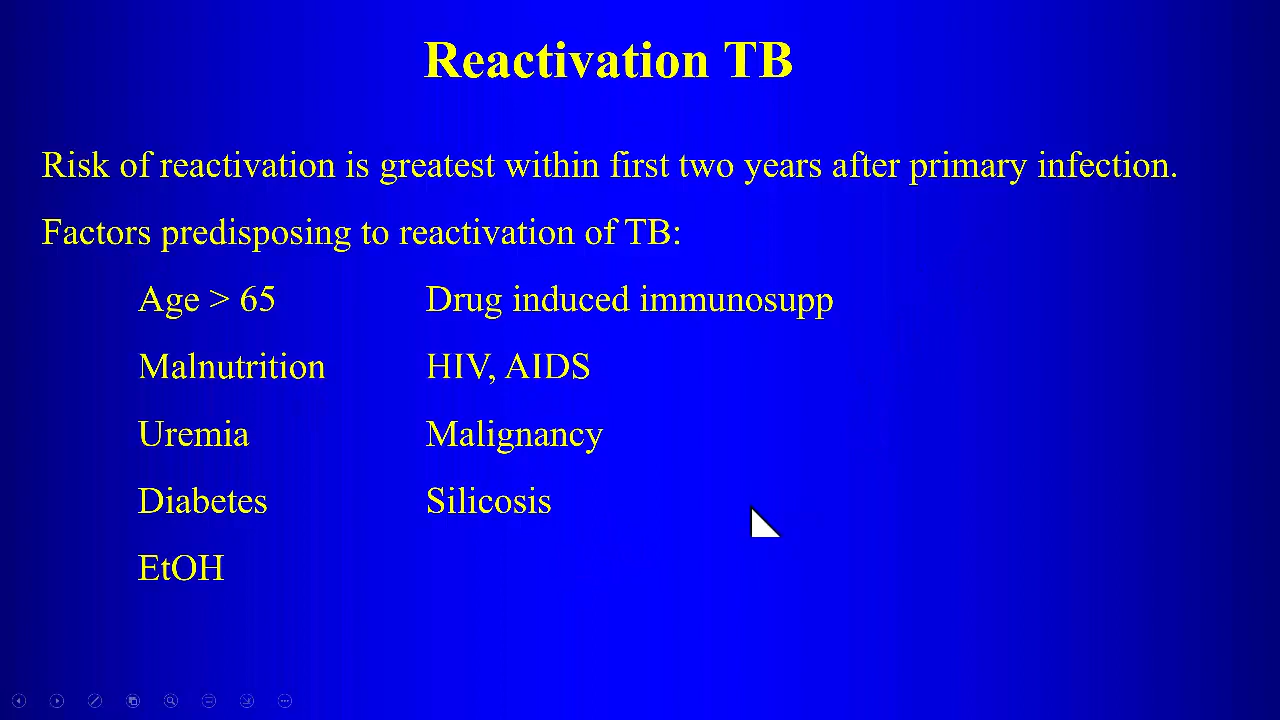 Reactivation TB
Risk of reactivation is greatest within first two years after primary infection.
Factors predisposing to reactivation of TB:
Age > 65 Drug induced immunosupp
Malnutrition HIV, AIDS
Uremia Malignancy
Diabetes Silicosis
EtOH